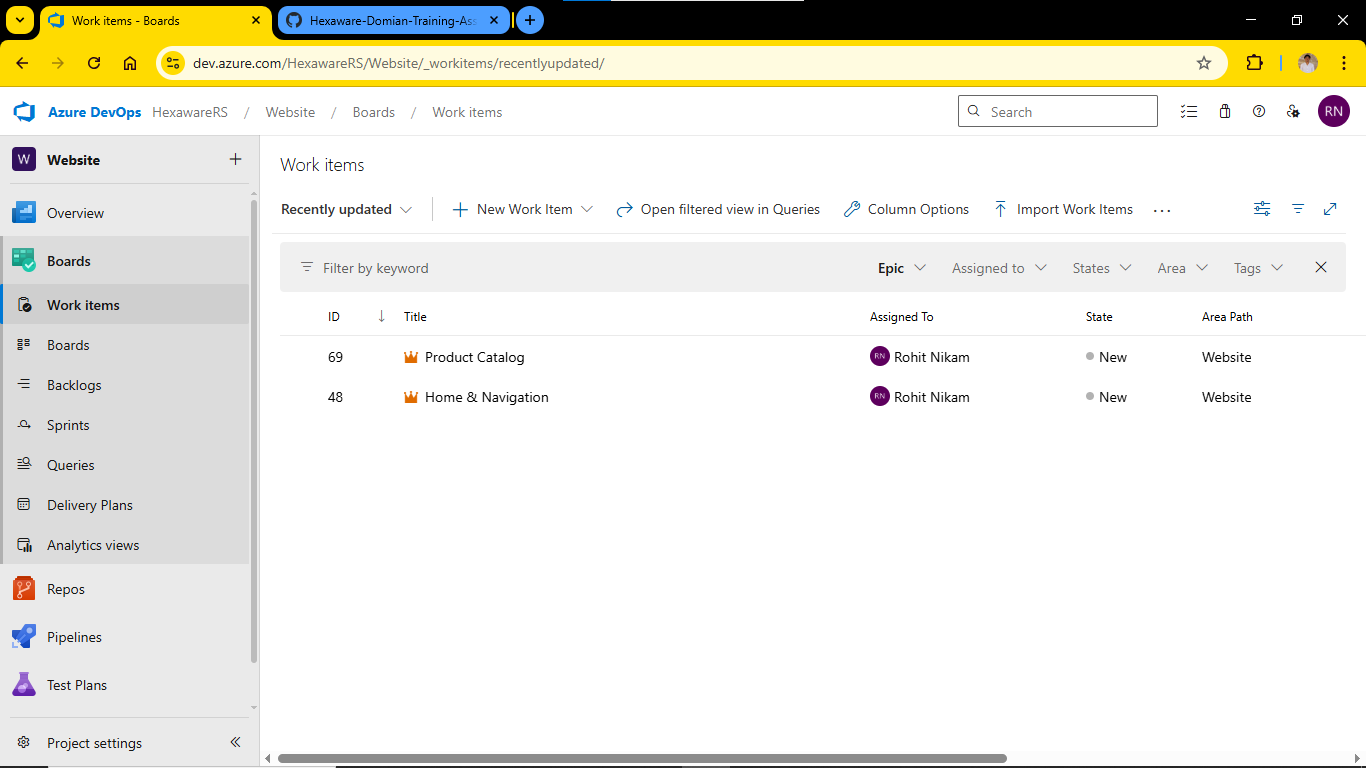 Work items - Boards
Hexaware-Domian-Training-Ass
dev.azure.com/HexawareRS/Website/_workitems/recentlyupdated/
Azure DevOps HexawareRS / Website / Boards / Work items
Search
RN
W Website
Overview
Boards
Work items
Boards
Backlogs
Sprints
Queries
Delivery Plans
Analytics views
Repos
Pipelines
Test Plans
Project settings
Work items
Recently updated New Work Item Open filtered view in Queries Column Options Import Work Items
Filter by keyword Epic Assigned to States Area Tags
ID Title Assigned To State Area Path
69 Product Catalog RN Rohit Nikam New Website
48 Home & Navigation RN Rohit Nikam New Website